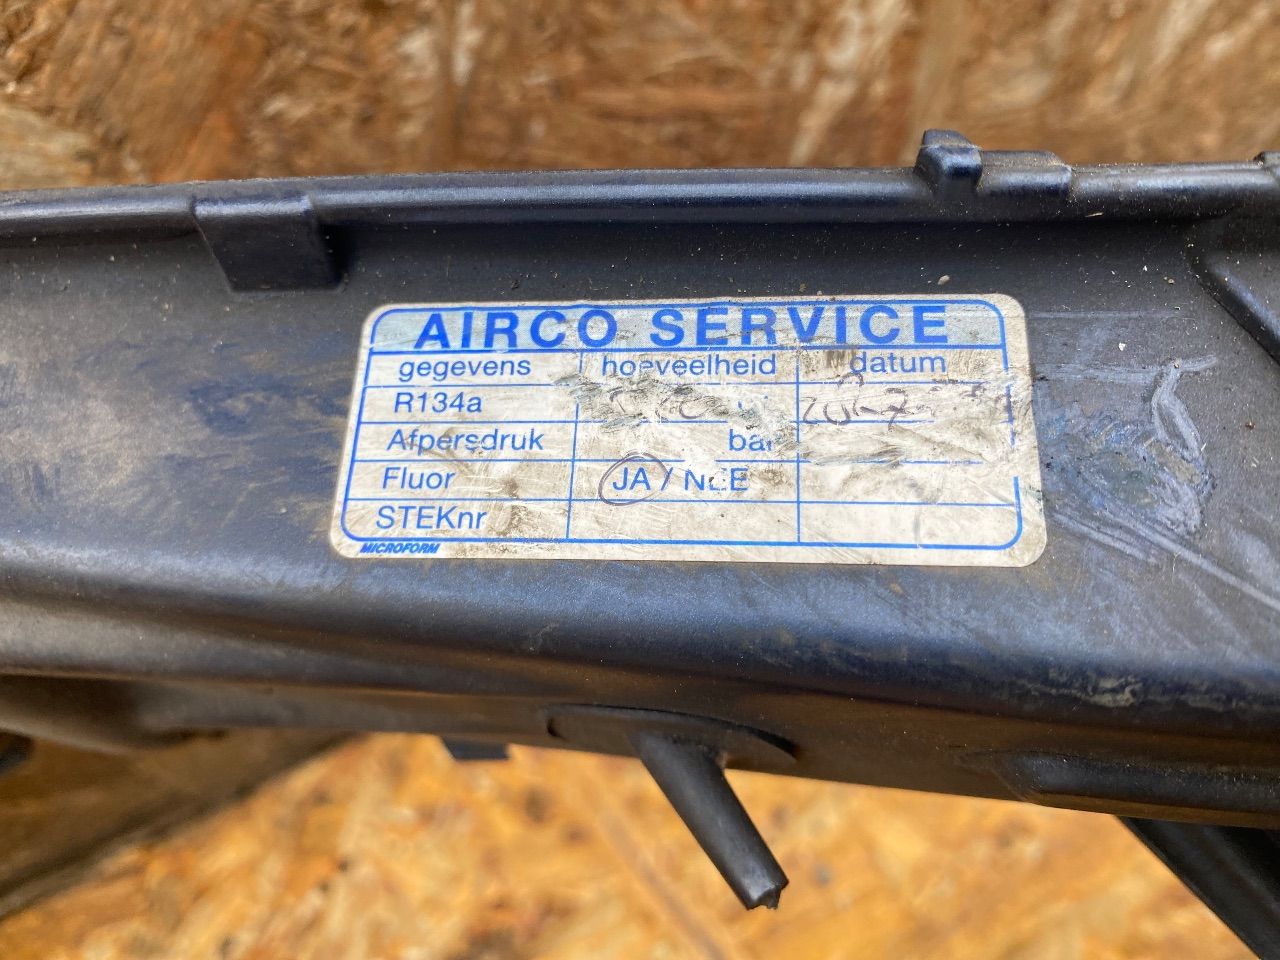 AIRCO SERVICE
gegevens hoeveelheid datum
R134a
Afpersdruk bar
Fluor JA / NEE
STEKnr
MICROFORM